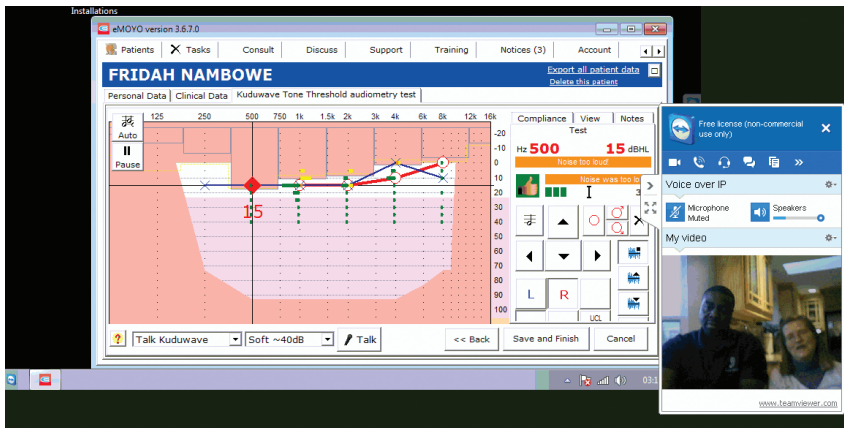 Installations
eMOYO version 3.6.7.0
Patients Tasks Consult Discuss Support Training Notices (3) Account
FRIDAH NAMBOWE
Export all patient data
Delete this patient
Personal Data Clinical Data Kuduwave Tone Threshold audiometry test
Auto
Pause
125 250 500 750 1k 1.5k 2k 3k 4k 6k 8k 12k 16k
-20
-10
0
10
20
30
40
50
60
70
80
90
100
15
Compliance View Notes
Test
Hz 500 15 dBHL
Noise too loud!
Noise was too lo
3
L R
UCL
? Talk Kuduwave Soft ~40dB Talk << Back Save and Finish Cancel
Free license (non-commercial
use only)
Voice over IP
Microphone
Muted
Speakers
My video
www.teamviewer.com
03:1